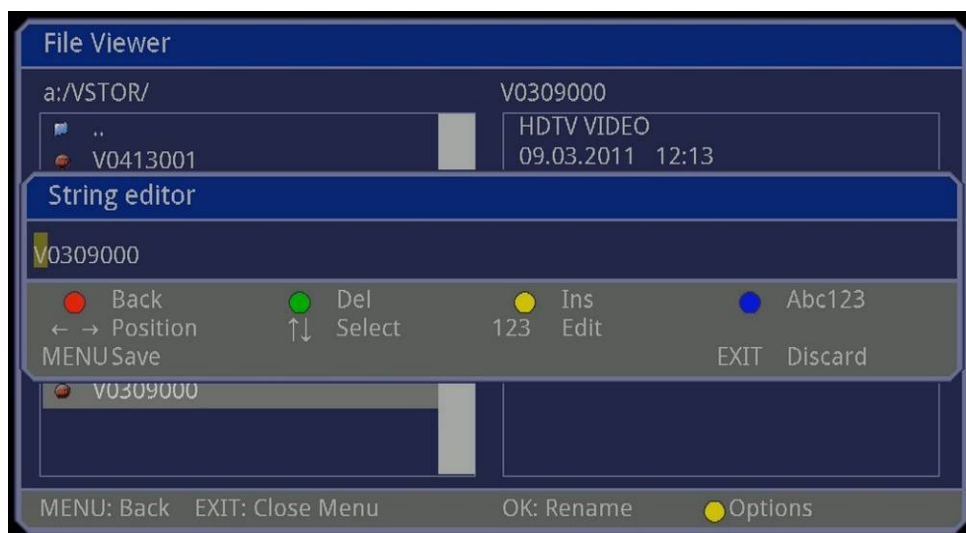 File Viewer
a:/VSTOR/ V0309000
.. HDTV VIDEO
V0413001 09.03.2011 12:13
String editor
V0309000
Back Del Ins Abc123
← → Position ↑↓ Select 123 Edit
MENU Save EXIT Discard
V0309000
MENU: Back EXIT: Close Menu OK: Rename Options